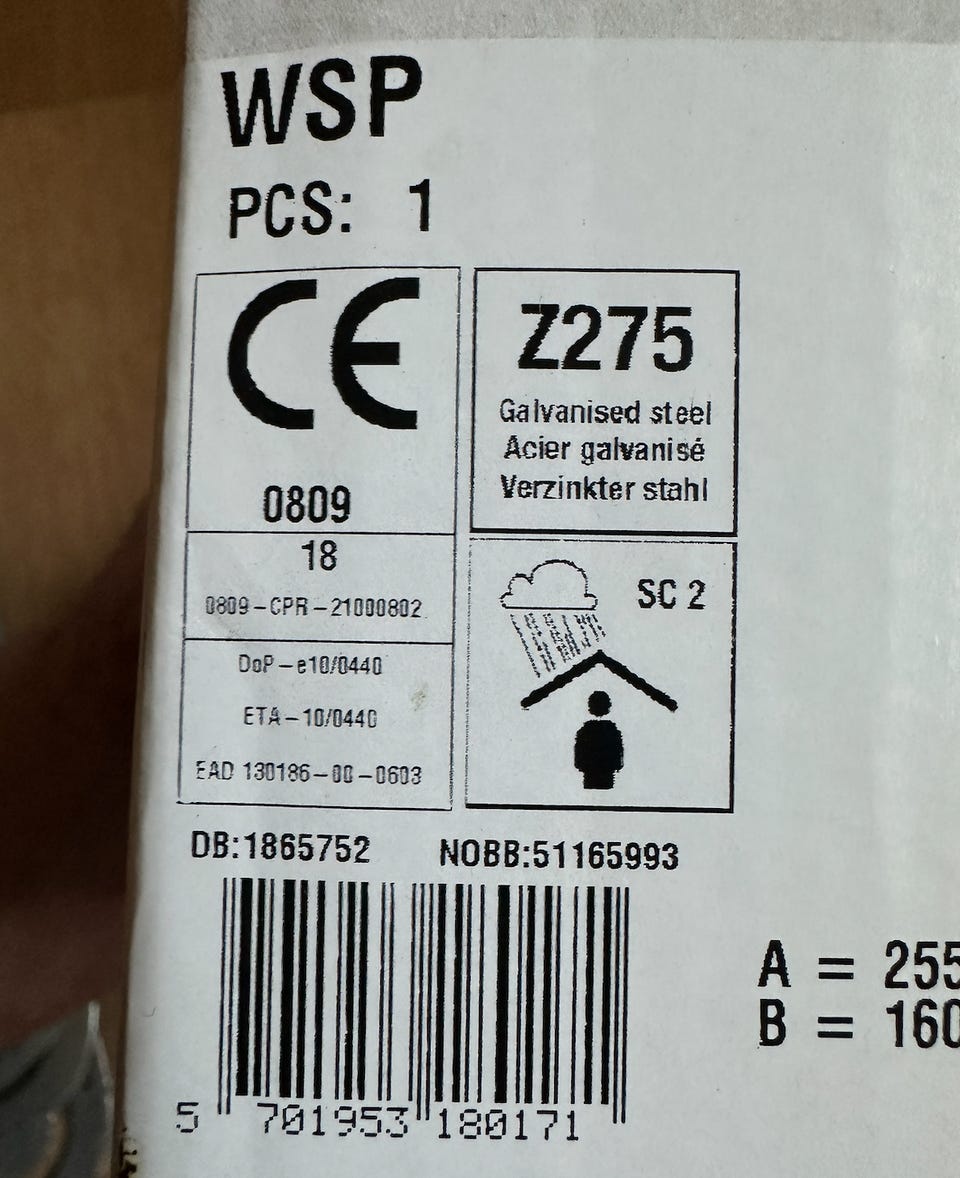 WSP
PCS: 1
CE
0809
18
0809-CPR-21000802
DoP-e10/0440
ETA-10/0440
EAD 130186-00-0603
Z275
Galvanised steel
Acier galvanisé
Verzinkter stahl
SC 2
DB:1865752 NOBB:51165993
A = 255
B = 160
5 701953 180171